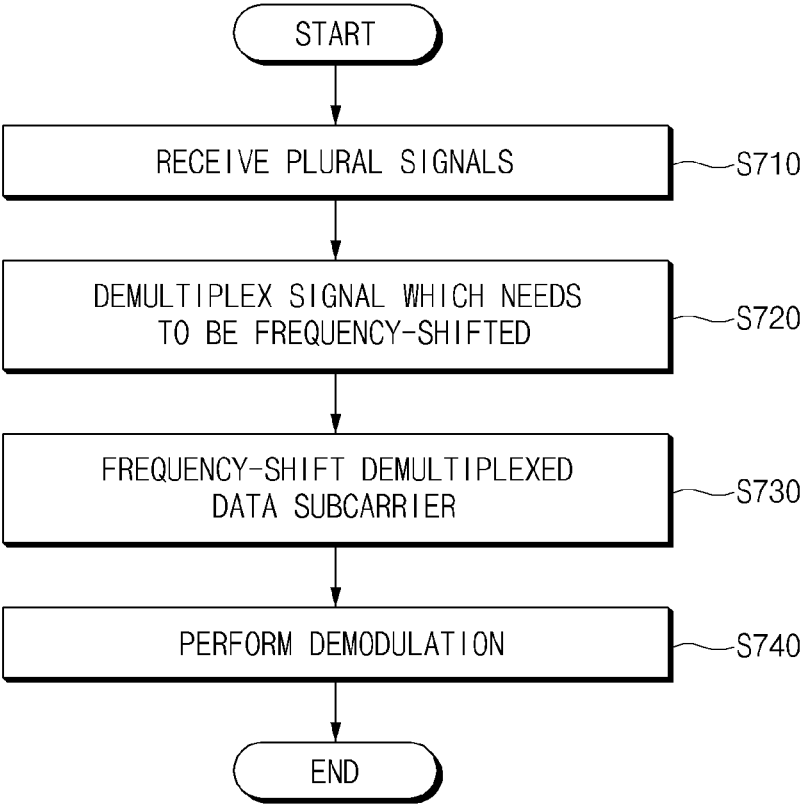 START
RECEIVE PLURAL SIGNALS
S710
DEMULTIPLEX SIGNAL WHICH NEEDS
TO BE FREQUENCY-SHIFTED
S720
FREQUENCY-SHIFT DEMULTIPLEXED
DATA SUBCARRIER
S730
PERFORM DEMODULATION
S740
END